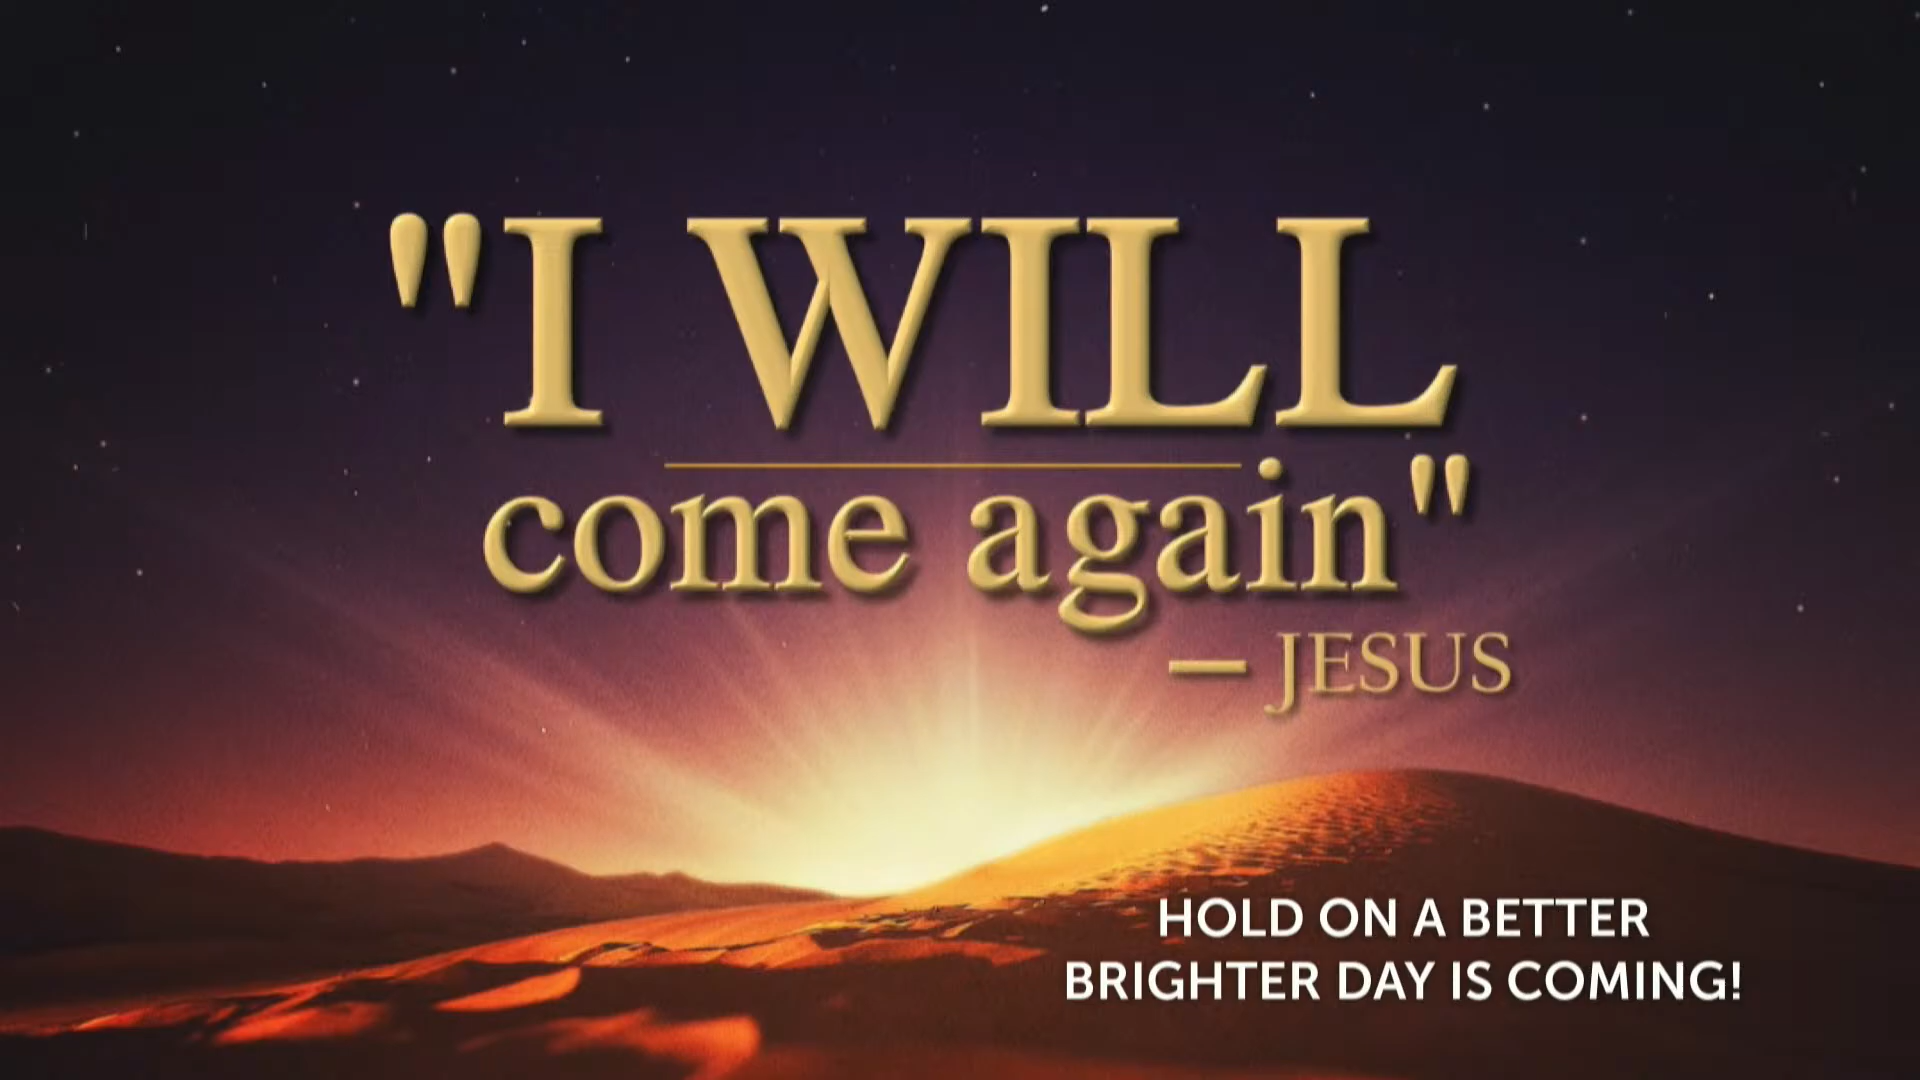 "I WILL
come again"
— JESUS
HOLD ON A BETTER
BRIGHTER DAY IS COMING!